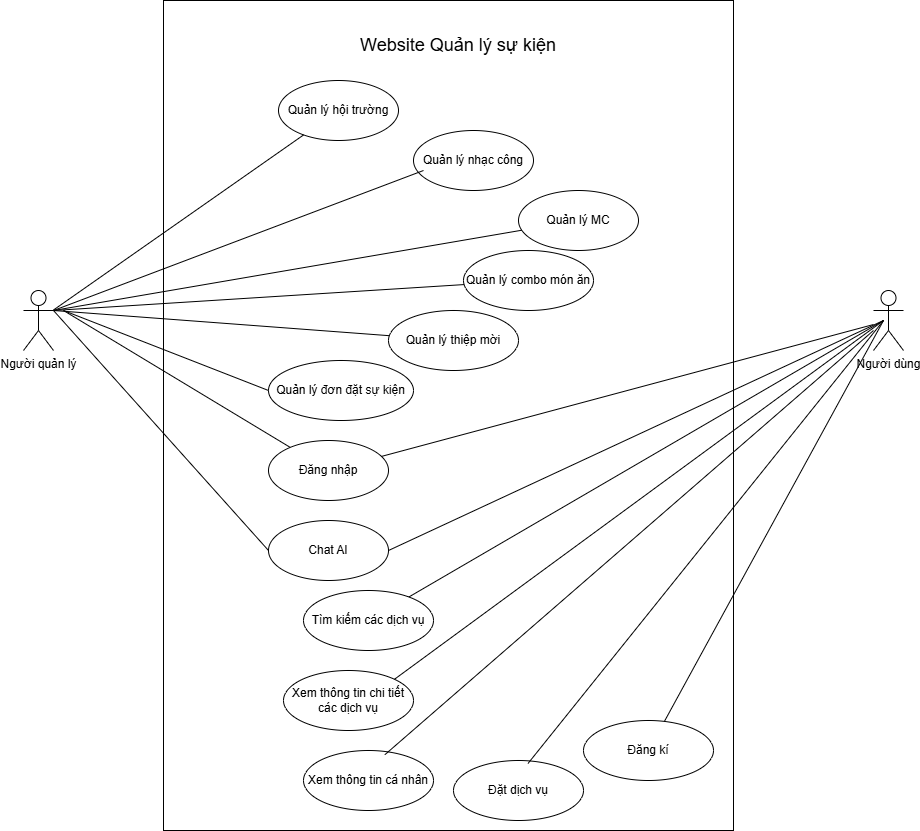 Website Quản lý sự kiện
Quản lý hội trường
Quản lý nhạc công
Quản lý MC
Quản lý combo món ăn
Quản lý thiệp mời
Người quản lý
Người dùng
Quản lý đơn đặt sự kiện
Đăng nhập
Chat AI
Tìm kiếm các dịch vụ
Xem thông tin chi tiết
các dịch vụ
Đăng kí
Xem thông tin cá nhân
Đặt dịch vụ